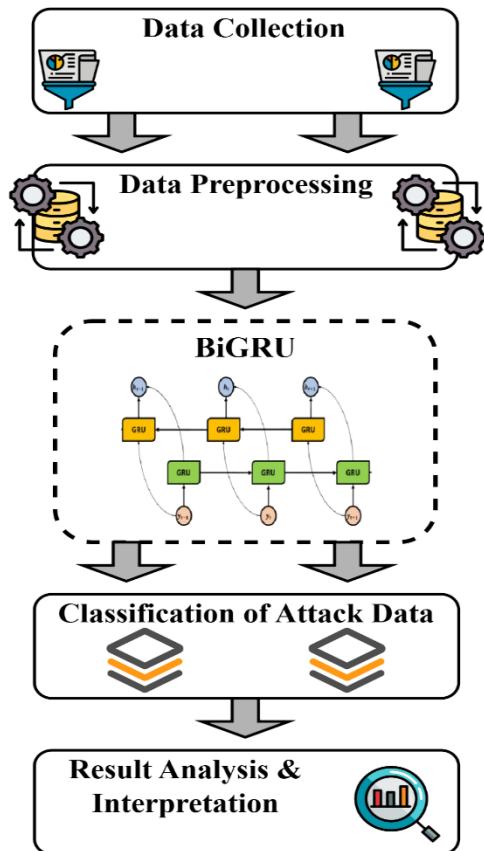 Data Collection
Data Preprocessing
BiGRU
GRU GRU GRU
GRU GRU GRU
Classification of Attack Data
Result Analysis &
Interpretation